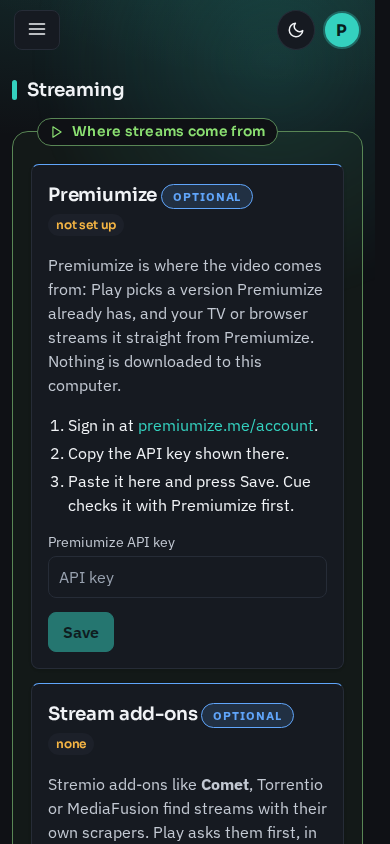 P
Streaming
Where streams come from
Premiumize OPTIONAL
not set up
Premiumize is where the video comes
from: Play picks a version Premiumize
already has, and your TV or browser
streams it straight from Premiumize.
Nothing is downloaded to this
computer.
1. Sign in at premiumize.me/account.
2. Copy the API key shown there.
3. Paste it here and press Save. Cue
checks it with Premiumize first.
Premiumize API key
API key
Save
Stream add-ons OPTIONAL
none
Stremio add-ons like Comet, Torrentio
or MediaFusion find streams with their
own scrapers. Play asks them first, in